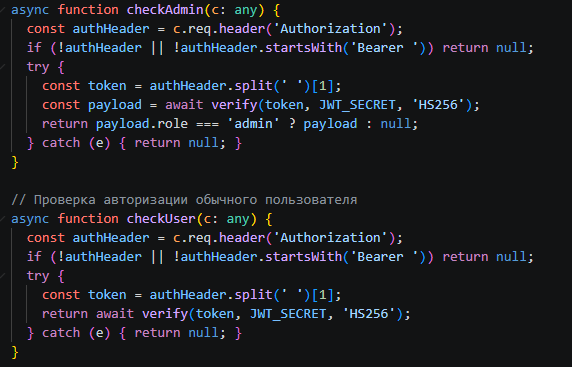 async function checkAdmin(c: any) {
  const authHeader = c.req.header('Authorization');
  if (!authHeader || !authHeader.startsWith('Bearer ')) return null;
  try {
    const token = authHeader.split(' ')[1];
    const payload = await verify(token, JWT_SECRET, 'HS256');
    return payload.role === 'admin' ? payload : null;
  } catch (e) { return null; }
}

// Проверка авторизации обычного пользователя
async function checkUser(c: any) {
  const authHeader = c.req.header('Authorization');
  if (!authHeader || !authHeader.startsWith('Bearer ')) return null;
  try {
    const token = authHeader.split(' ')[1];
    return await verify(token, JWT_SECRET, 'HS256');
  } catch (e) { return null; }
}